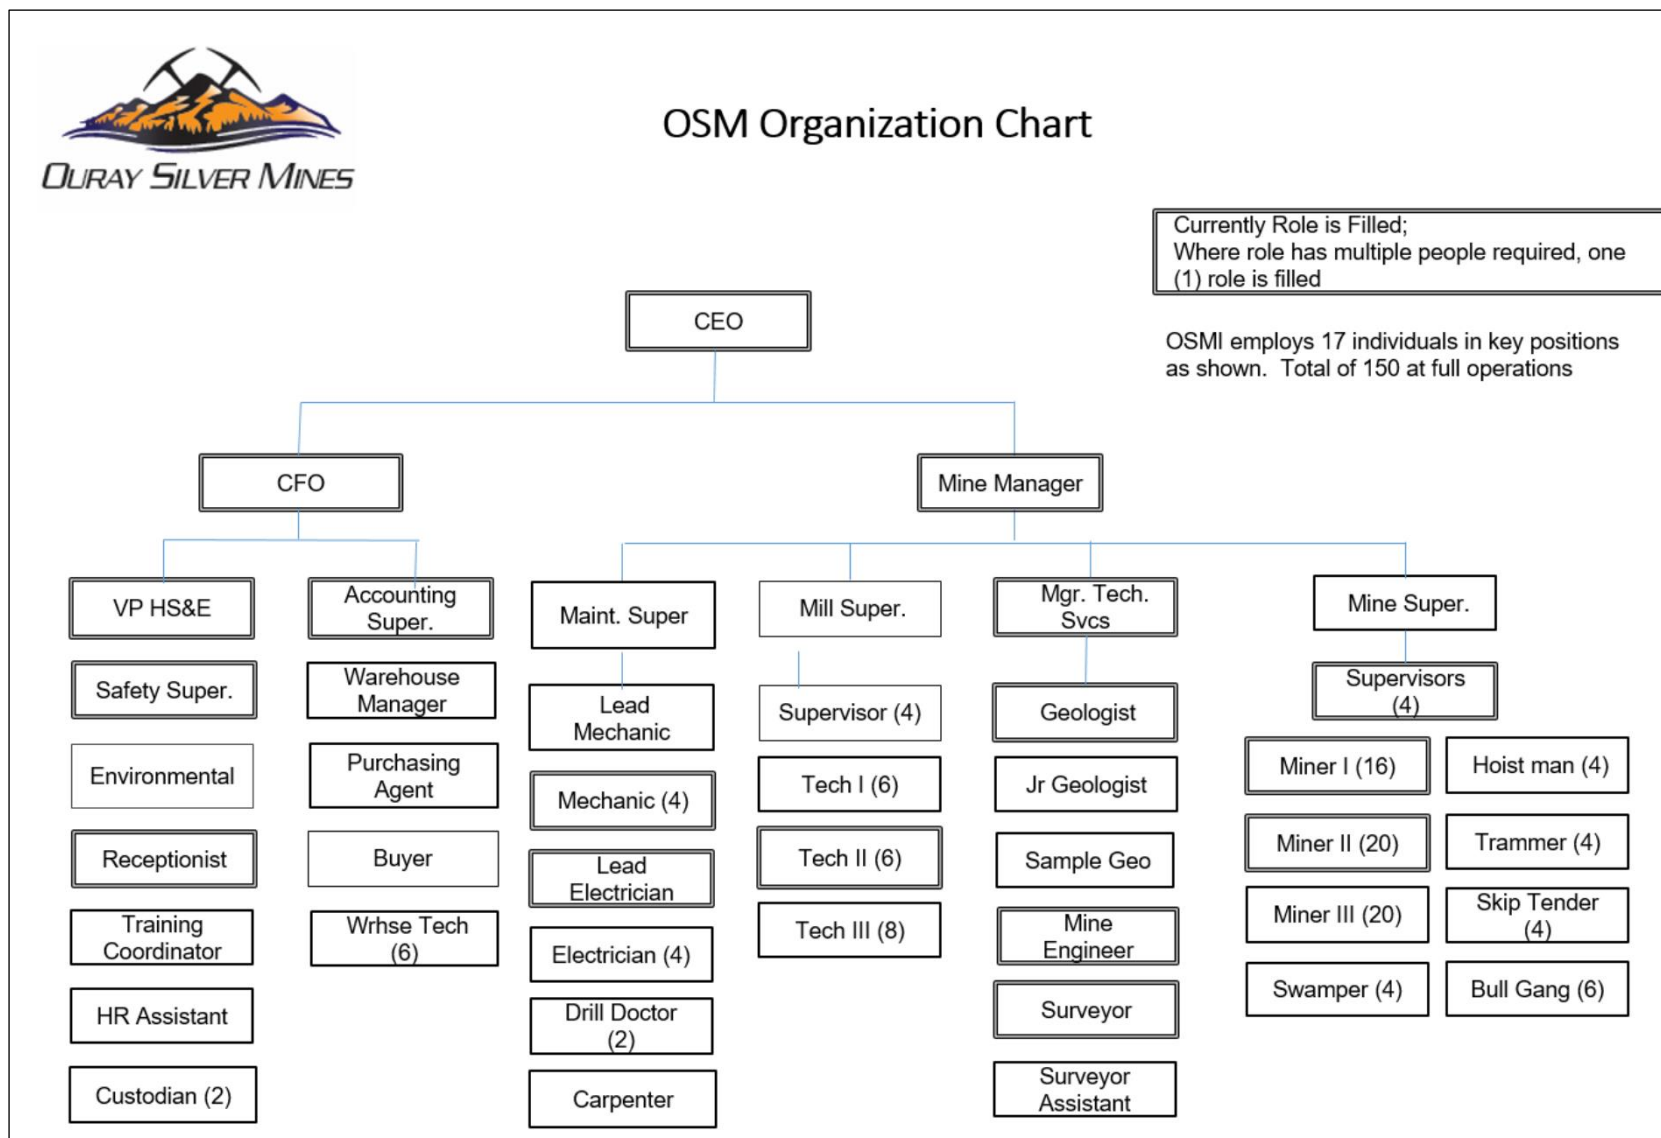 OURAY SILVER MINES
OSM Organization Chart
Currently Role is Filled;
Where role has multiple people required, one
(1) role is filled
OSMI employs 17 individuals in key positions
as shown.  Total of 150 at full operations
CEO
CFO
Mine Manager
VP HS&E
Safety Super.
Environmental
Receptionist
Training
Coordinator
HR Assistant
Custodian (2)
Accounting
Super.
Warehouse
Manager
Purchasing
Agent
Buyer
Wrhse Tech
(6)
Maint. Super
Lead
Mechanic
Mechanic (4)
Lead
Electrician
Electrician (4)
Drill Doctor
(2)
Carpenter
Mill Super.
Supervisor (4)
Tech I (6)
Tech II (6)
Tech III (8)
Mgr. Tech.
Svcs
Geologist
Jr Geologist
Sample Geo
Mine
Engineer
Surveyor
Surveyor
Assistant
Mine Super.
Supervisors
(4)
Miner I (16)
Miner II (20)
Miner III (20)
Swamper (4)
Hoist man (4)
Trammer (4)
Skip Tender
(4)
Bull Gang (6)